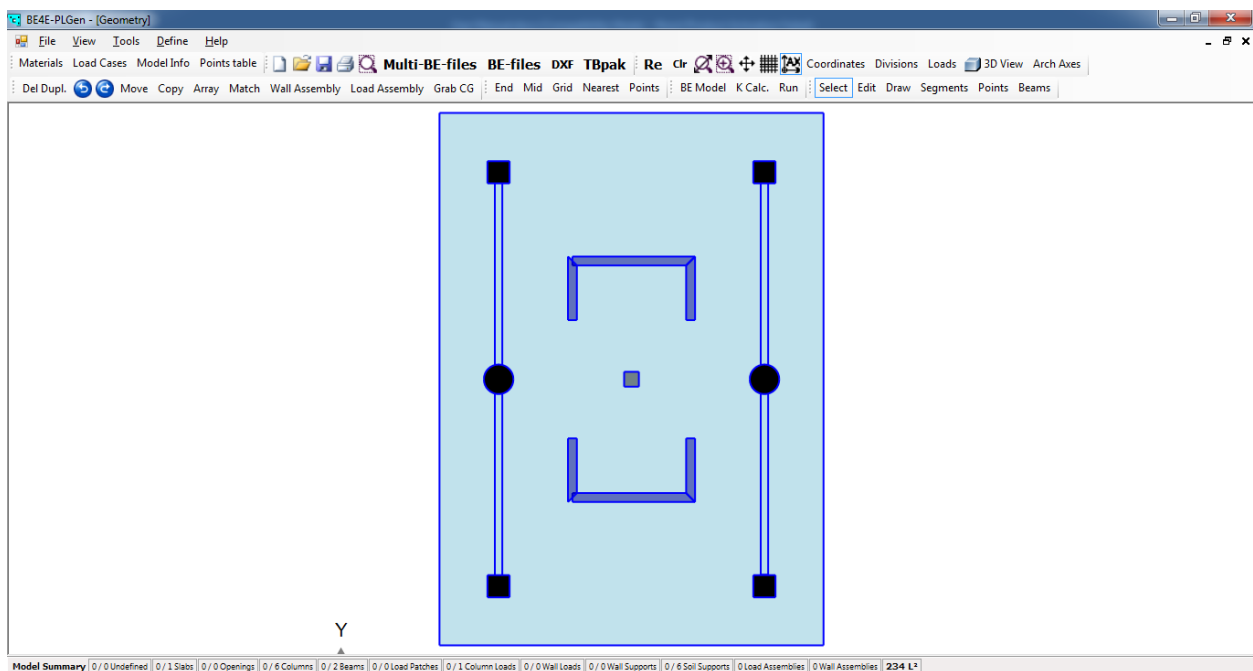 BE4E-PLGen - [Geometry]
File View Tools Define Help
Materials Load Cases Model Info Points table Multi-BE-files BE-files DXF TBpak Re Clr Coordinates Divisions Loads 3D View Arch Axes
Del Dupl. Move Copy Array Match Wall Assembly Load Assembly Grab CG End Mid Grid Nearest Points BE Model K Calc. Run Select Edit Draw Segments Points Beams
Y
Model Summary 0 / 0 Undefined 0 / 1 Slabs 0 / 0 Openings 0 / 6 Columns 0 / 2 Beams 0 / 0 Load Patches 0 / 1 Column Loads 0 / 0 Wall Loads 0 / 0 Wall Supports 0 / 6 Soil Supports 0 Load Assemblies 0 Wall Assemblies 234 L²